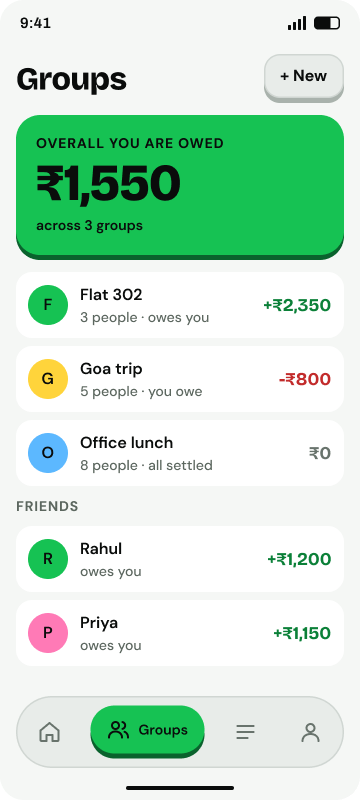 9:41
Groups
+ New
OVERALL YOU ARE OWED
₹1,550
across 3 groups
F
Flat 302
3 people · owes you
+₹2,350
G
Goa trip
5 people · you owe
-₹800
O
Office lunch
8 people · all settled
₹0
FRIENDS
R
Rahul
owes you
+₹1,200
P
Priya
owes you
+₹1,150
Groups